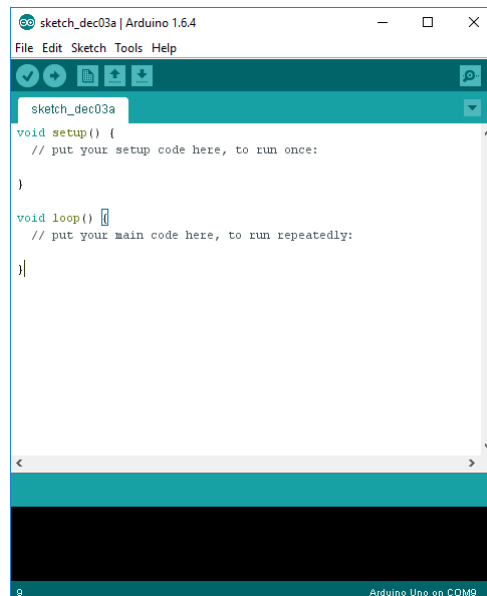 sketch_dec03a | Arduino 1.6.4
File Edit Sketch Tools Help
sketch_dec03a
void setup() {
  // put your setup code here, to run once:

}

void loop() {
  // put your main code here, to run repeatedly:

}
9
Arduino Uno on COM9